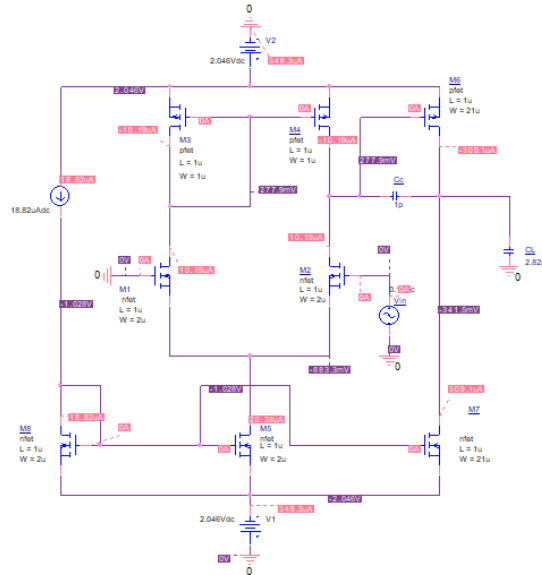 0
V2
2.046Vdc
348.3uA
2.046V
M6
pfet
L = 1u
W = 21u
0A
0A
0A
0A
M3
pfet
L = 1u
W = 1u
M4
pfet
L = 1u
W = 1u
-10.19uA
-10.19uA
-309.1uA
277.9mV
277.9mV
18.82uA
18.82uAdc
Cc
1p
CL
0
0V
0A
10.19uA
10.19uA
0V
0
M1
nfet
L = 1u
W = 2u
M2
nfet
L = 1u
W = 2u
0A
0A
Vin
0V
0
-1.028V
-341.5mV
-883.3mV
-1.028V
309.1uA
M8
nfet
L = 1u
W = 2u
18.82uA
0A
20.38uA
M5
nfet
L = 1u
W = 2u
0A
M7
nfet
L = 1u
W = 21u
0A
-2.046V
348.3uA
2.046Vdc
V1
0V
0